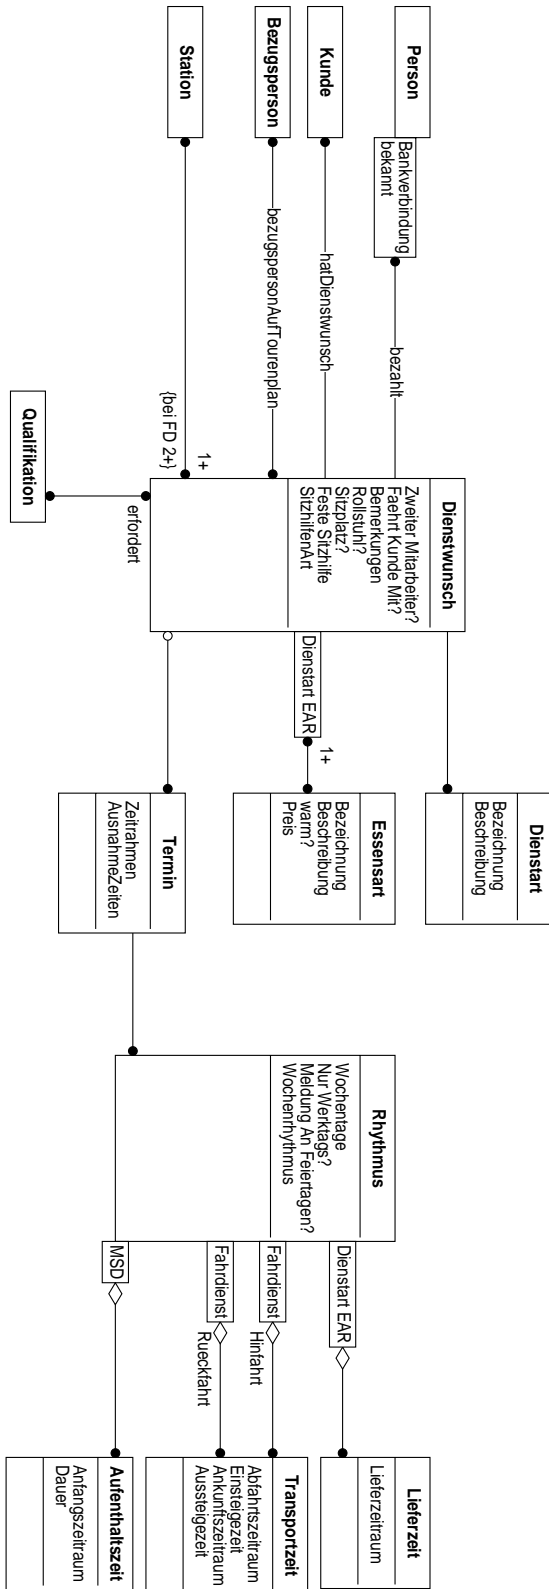 Person
Bankverbindung
bekannt
bezahlt
Kunde
hatDienstwunsch
Bezugsperson
bezugspersonAufTourenplan
Station
1+
{bei FD 2+}
Qualifikation
erfordert
Dienstwunsch
Zweiter Mitarbeiter?
Faehrt Kunde Mit?
Bemerkungen
Rollstuhl?
Sitzplatz?
Feste Sitzhilfe
SitzhilfenArt
Dienstart EAR
1+
Dienstart
Bezeichnung
Beschreibung
Essensart
Bezeichnung
Beschreibung
warm?
Preis
Termin
Zeitrahmen
AusnahmeZeiten
Rhythmus
Wochentage
Nur Werktags?
Meldung An Feiertagen?
Wochenrhythmus
Dienstart EAR
Fahrdienst
Hinfahrt
Fahrdienst
Rueckfahrt
MSD
Lieferzeit
Lieferzeitraum
Transportzeit
Abfahrtszeitraum
Einsteigezeit
Ankunftszeitraum
Aussteigezeit
Aufenthaltszeit
Anfangszeitraum
Dauer